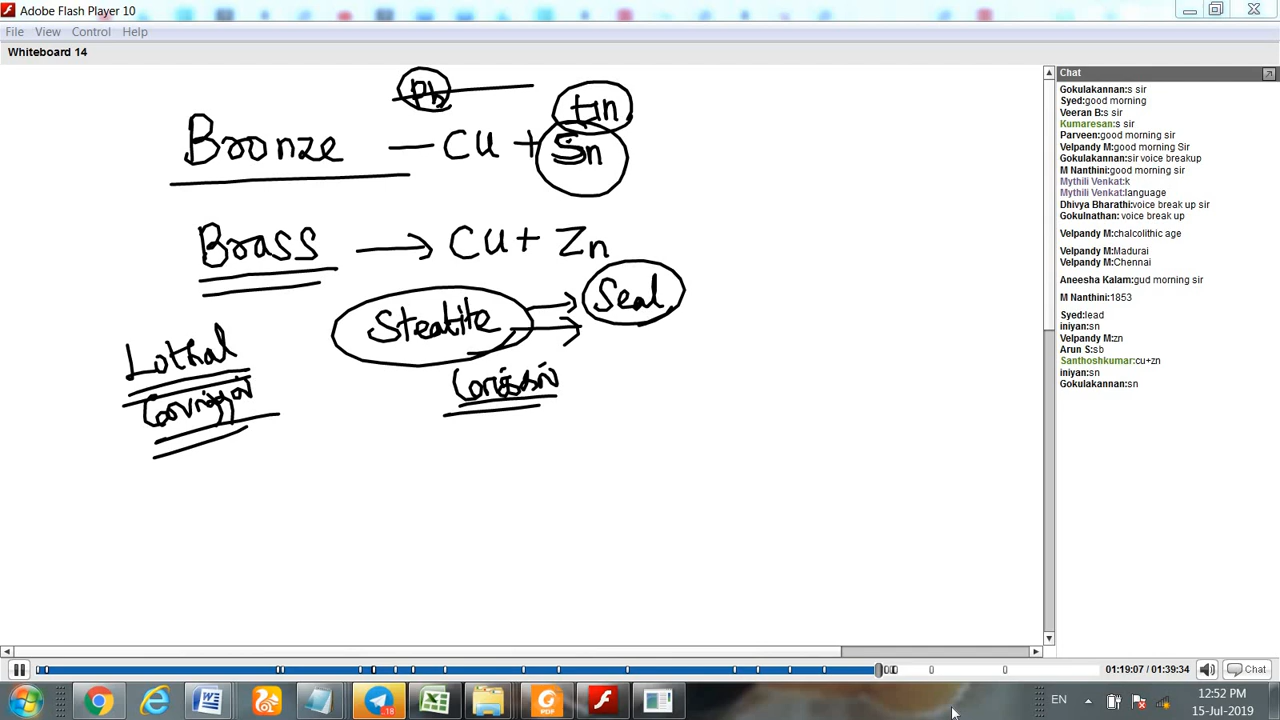 Adobe Flash Player 10
File View Control Help
Whiteboard 14
tin
Bronze — Cu + Sn
Brass → Cu + Zn
Seal
Steatite
Lothal
Chat
Gokulakannan:s sir
Syed:good morning
Veeran B:s sir
Kumaresan:s sir
Parveen:good morning sir
Velpandy M:good morning Sir
Gokulakannan:sir voice breakup
M Nanthini:good morning sir
Mythili Venkat:k
Mythili Venkat:language
Dhivya Bharathi:voice break up sir
Gokulnathan: voice break up
Velpandy M:chalcolithic age
Velpandy M:Madurai
Velpandy M:Chennai
Aneesha Kalam:gud morning sir
M Nanthini:1853
Syed:lead
iniyan:sn
Velpandy M:zn
Arun S:sb
Santhoshkumar:cu+zn
iniyan:sn
Gokulakannan:sn
01:19:07 / 01:39:34
Chat
18
PDF
EN
12:52 PM
15-Jul-2019